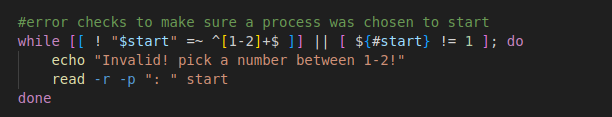 #error checks to make sure a process was chosen to start
while [[ ! "$start" =~ ^[1-2]+$ ]] || [ ${#start} != 1 ]; do
    echo "Invalid! pick a number between 1-2!"
    read -r -p ": " start
done